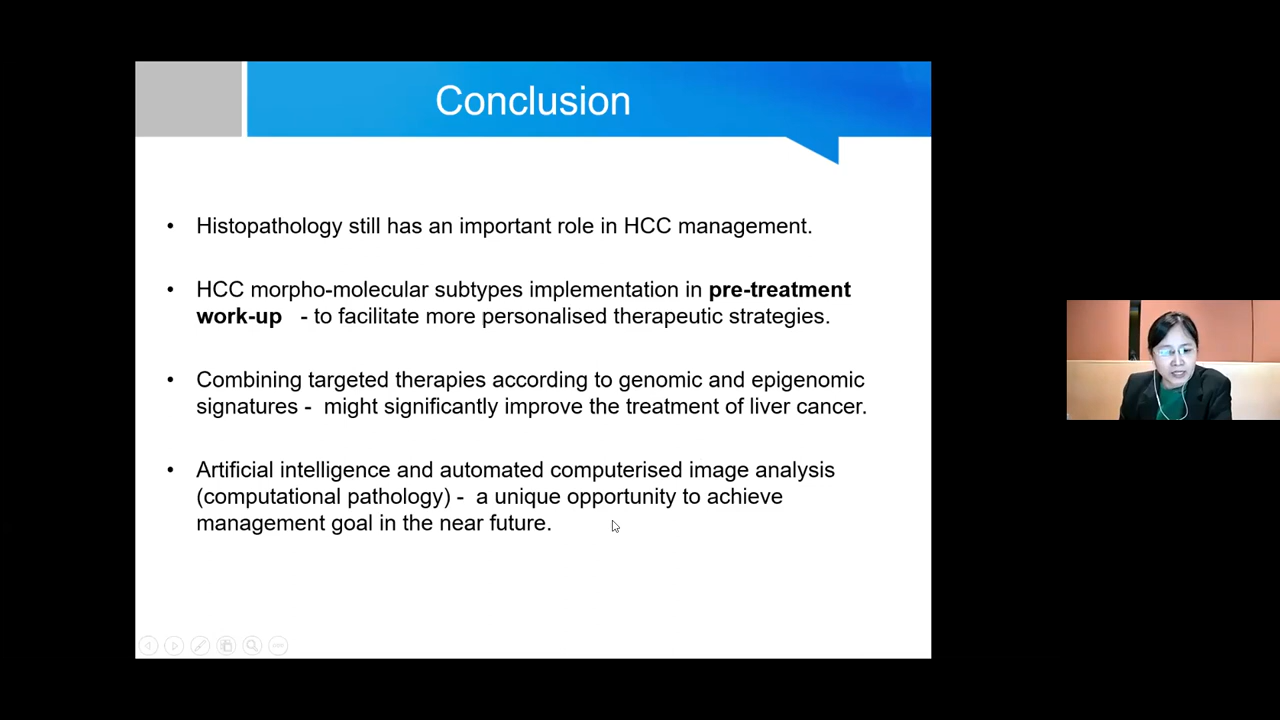 Conclusion
• Histopathology still has an important role in HCC management.
• HCC morpho-molecular subtypes implementation in pre-treatment
work-up - to facilitate more personalised therapeutic strategies.
• Combining targeted therapies according to genomic and epigenomic
signatures - might significantly improve the treatment of liver cancer.
• Artificial intelligence and automated computerised image analysis
(computational pathology) - a unique opportunity to achieve
management goal in the near future.